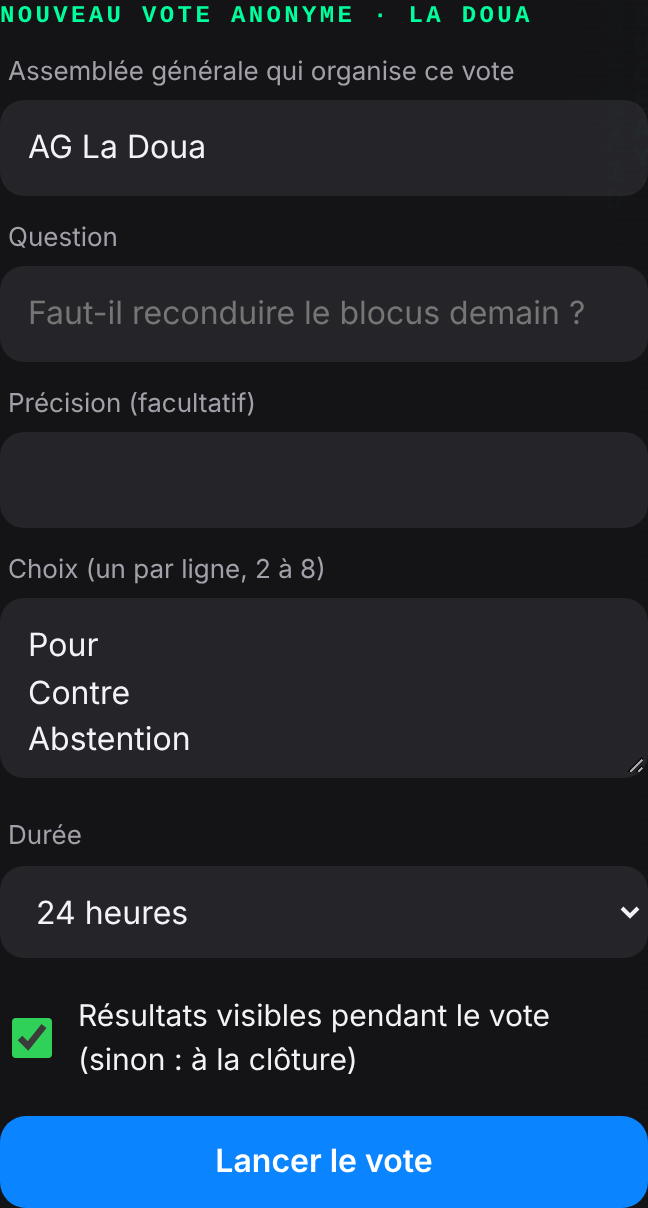 NOUVEAU VOTE ANONYME · LA DOUA
Assemblée générale qui organise ce vote
AG La Doua
Question
Faut-il reconduire le blocus demain ?
Précision (facultatif)
Choix (un par ligne, 2 à 8)
Pour
Contre
Abstention
Durée
24 heures
Résultats visibles pendant le vote
(sinon : à la clôture)
Lancer le vote